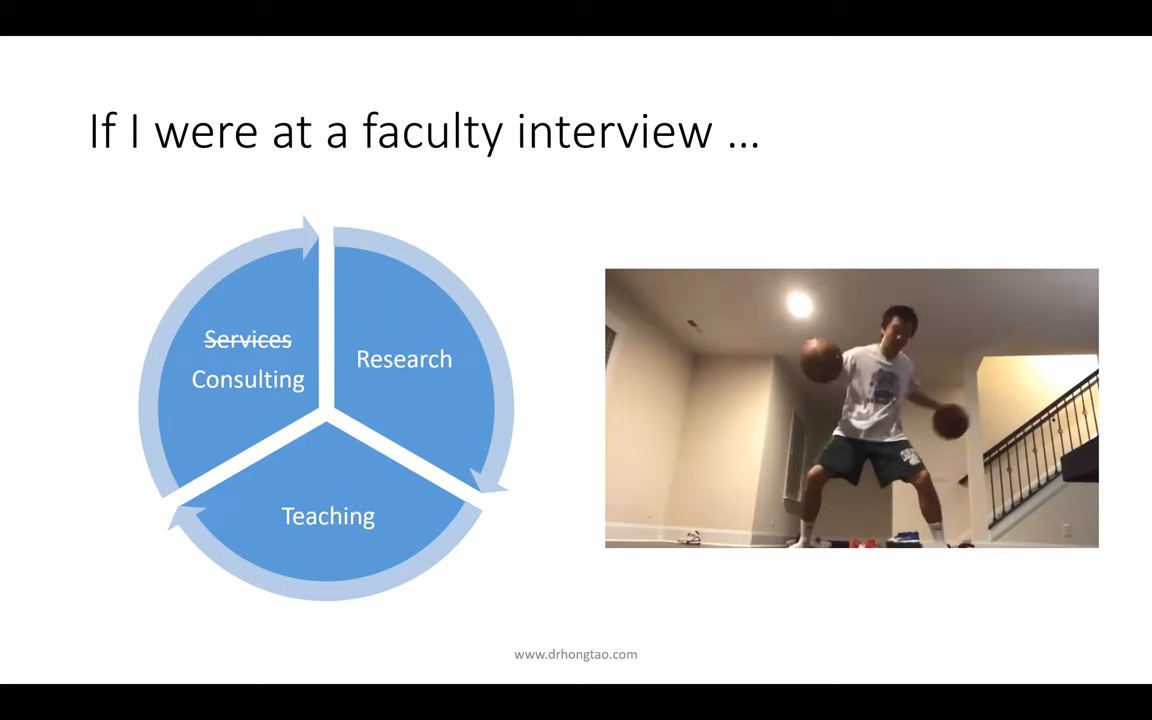 If I were at a faculty interview ...
Services
Consulting
Research
Teaching
www.drhongtao.com